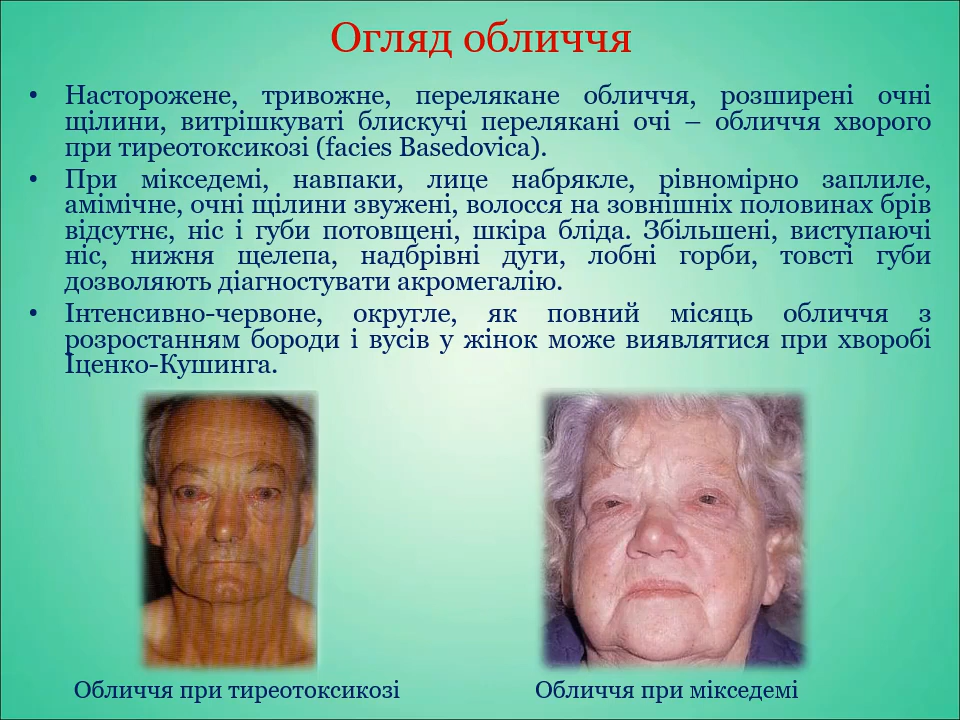 Огляд обличчя
• Насторожене, тривожне, перелякане обличчя, розширені очні
щілини, витрішкуваті блискучі перелякані очі – обличчя хворого
при тиреотоксикозі (facies Basedovica).
• При мікседемі, навпаки, лице набрякле, рівномірно заплиле,
амімічне, очні щілини звужені, волосся на зовнішніх половинах брів
відсутнє, ніс і губи потовщені, шкіра бліда. Збільшені, виступаючі
ніс, нижня щелепа, надбрівні дуги, лобні горби, товсті губи
дозволяють діагностувати акромегалію.
• Інтенсивно-червоне, округле, як повний місяць обличчя з
розростанням бороди і вусів у жінок може виявлятися при хворобі
Іценко-Кушинга.
Обличчя при тиреотоксикозі
Обличчя при мікседемі